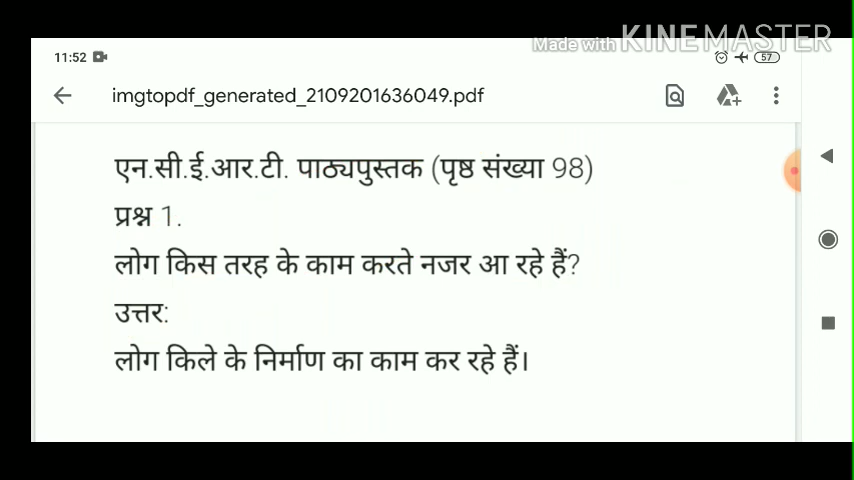 Made with KINEMASTER
11:52
57
imgtopdf_generated_2109201636049.pdf
एन.सी.ई.आर.टी. पाठ्यपुस्तक (पृष्ठ संख्या 98)
प्रश्न 1.
लोग किस तरह के काम करते नजर आ रहे हैं?
उत्तर:
लोग किले के निर्माण का काम कर रहे हैं।